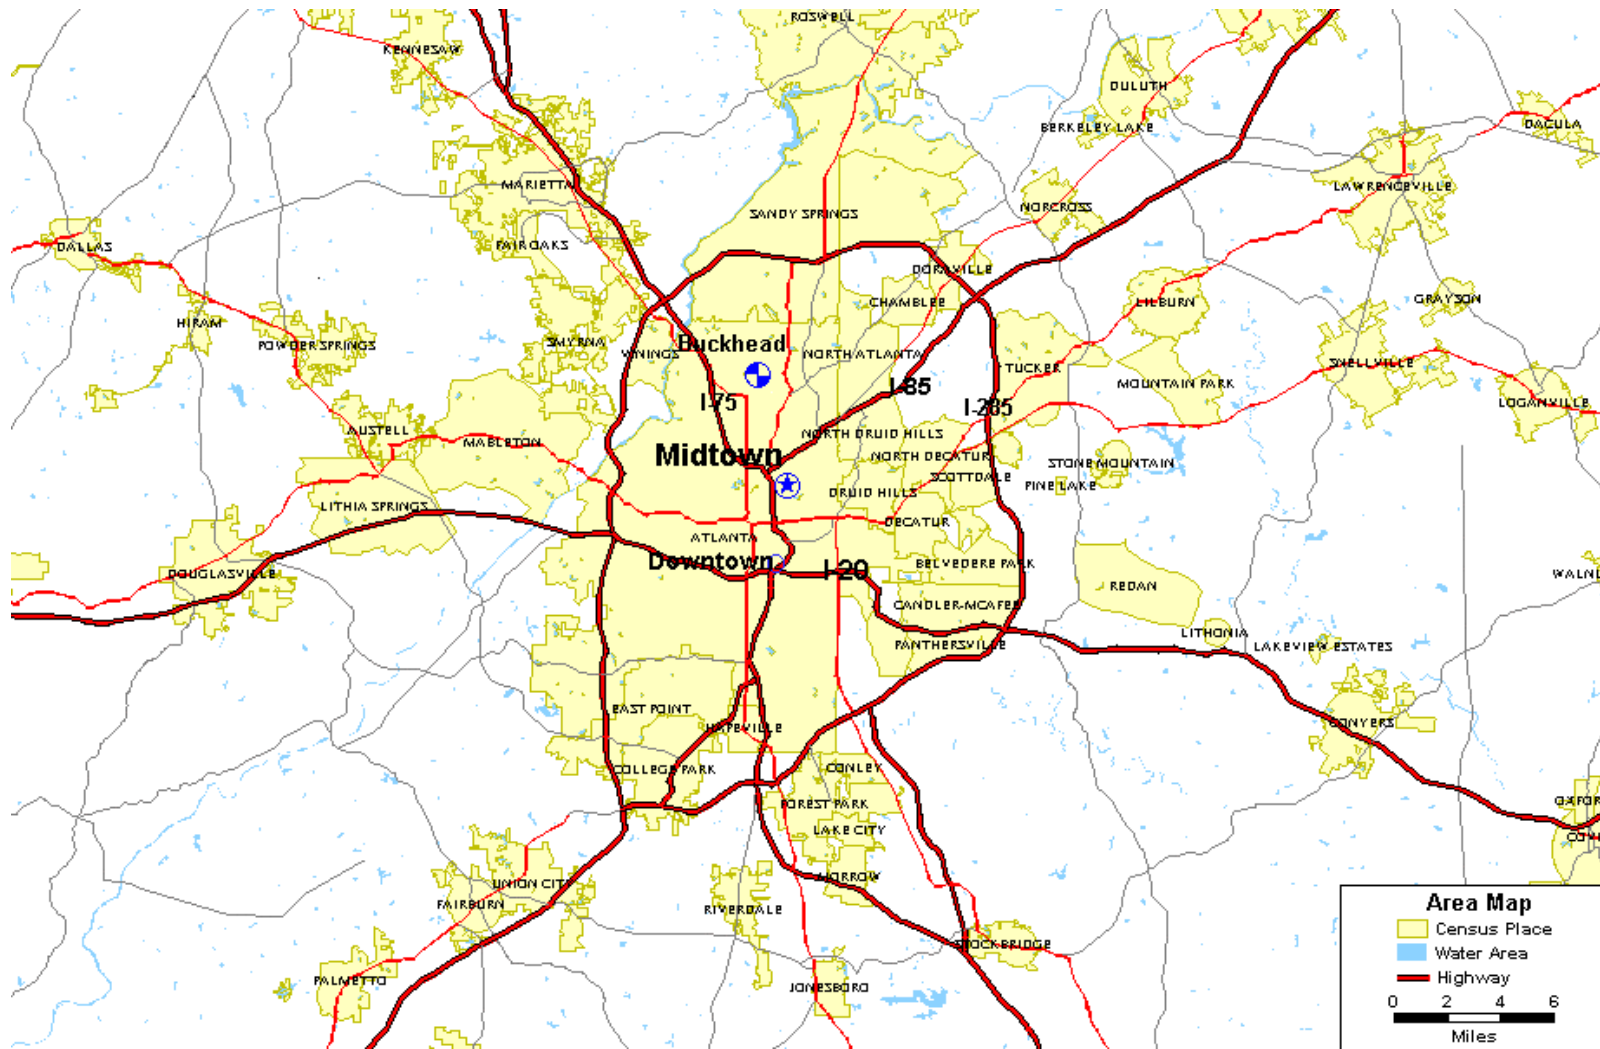 ROSWELL
KENNESAW
DULUTH
BERKELEY LAKE
DACULA
MARIETTA
LAWRENCEVILLE
NORCROSS
SANDY SPRINGS
DALLAS
FAIR OAKS
DORAVILLE
CHAMBLEE
LILBURN
GRAYSON
HIRAM
POWDER SPRINGS
SMYRNA
VININGS
Buckhead
NORTH ATLANTA
TUCKER
SNELLVILLE
MOUNTAIN PARK
I-75
I-85
I-285
LOGANVILLE
AUSTELL
MABLETON
NORTH DRUID HILLS
Midtown
NORTH DECATUR
STONE MOUNTAIN
SCOTTDALE
PINE LAKE
DRUID HILLS
LITHIA SPRINGS
DECATUR
ATLANTA
Downtown
I-20
BELVEDERE PARK
DOUGLASVILLE
REDAN
WALNU
CANDLER-MCAFEE
LITHONIA
PANTHERSVILLE
LAKEVIEW ESTATES
EAST POINT
HAPEVILLE
CONYERS
COLLEGE PARK
CONLEY
FOREST PARK
OXFOR
LAKE CITY
MORROW
UNION CITY
FAIRBURN
RIVERDALE
STOCKBRIDGE
PALMETTO
JONESBORO
Area Map
Census Place
Water Area
Highway
0 2 4 6
Miles